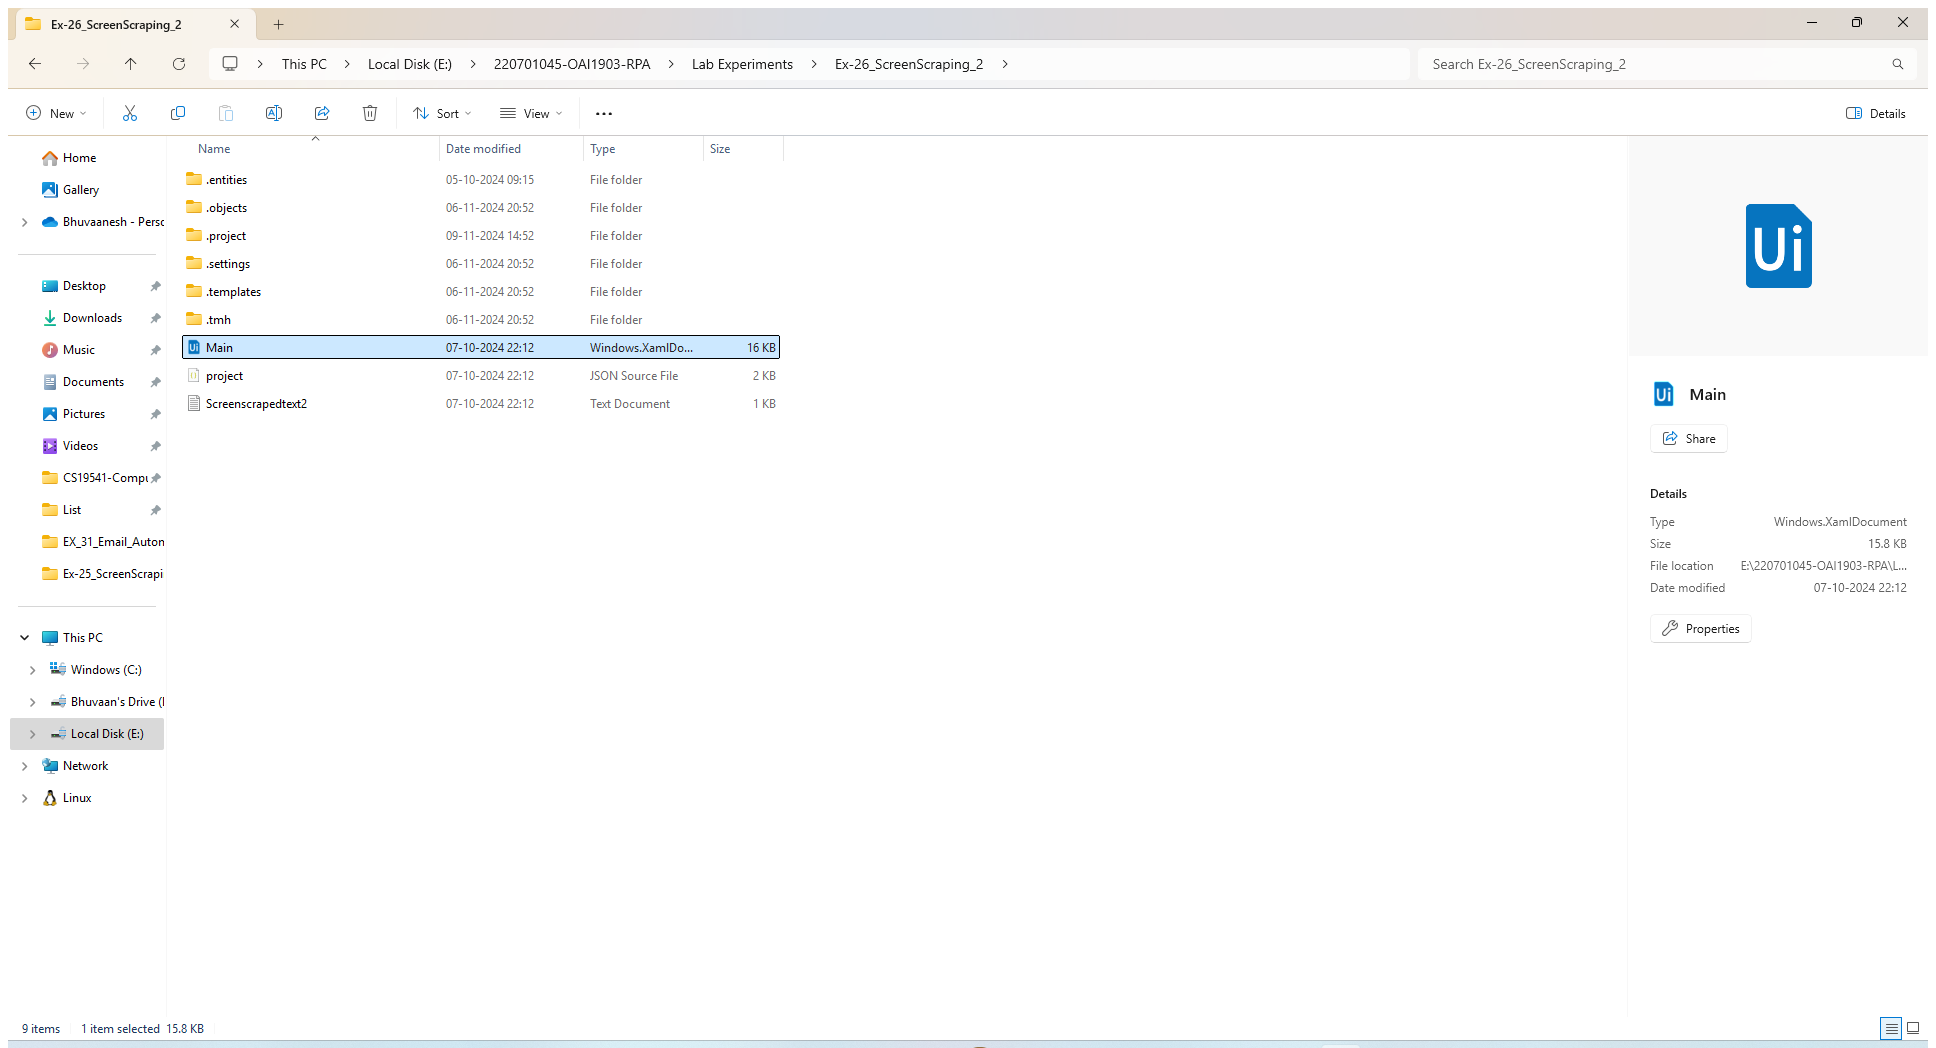 Ex-26_ScreenScraping_2
This PC Local Disk (E:) 220701045-OAI1903-RPA Lab Experiments Ex-26_ScreenScraping_2 Search Ex-26_ScreenScraping_2
New Sort View Details
Home
Gallery
Bhuvaanesh - Perso
Desktop
Downloads
Music
Documents
Pictures
Videos
CS19541-Compu
List
EX_31_Email_Auton
Ex-25_ScreenScrapi
This PC
Windows (C:)
Bhuvaan's Drive (
Local Disk (E:)
Network
Linux
Name Date modified Type Size
.entities 05-10-2024 09:15 File folder
.objects 06-11-2024 20:52 File folder
.project 09-11-2024 14:52 File folder
.settings 06-11-2024 20:52 File folder
.templates 06-11-2024 20:52 File folder
.tmh 06-11-2024 20:52 File folder
Main 07-10-2024 22:12 Windows.XamlDo... 16 KB
project 07-10-2024 22:12 JSON Source File 2 KB
Screenscrapedtext2 07-10-2024 22:12 Text Document 1 KB
Ui
Main
Share
Details
Type Windows.XamlDocument
Size 15.8 KB
File location E:\220701045-OAI1903-RPA\L...
Date modified 07-10-2024 22:12
Properties
9 items 1 item selected 15.8 KB